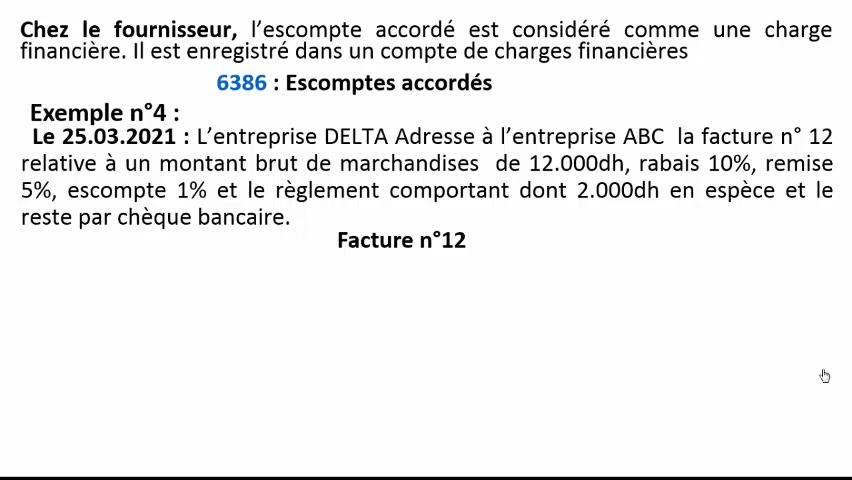 Chez le fournisseur, l’escompte accordé est considéré comme une charge
financière. Il est enregistré dans un compte de charges financières
6386 : Escomptes accordés
Exemple n°4 :
Le 25.03.2021 : L’entreprise DELTA Adresse à l’entreprise ABC la facture n° 12
relative à un montant brut de marchandises de 12.000dh, rabais 10%, remise
5%, escompte 1% et le règlement comportant dont 2.000dh en espèce et le
reste par chèque bancaire.
Facture n°12